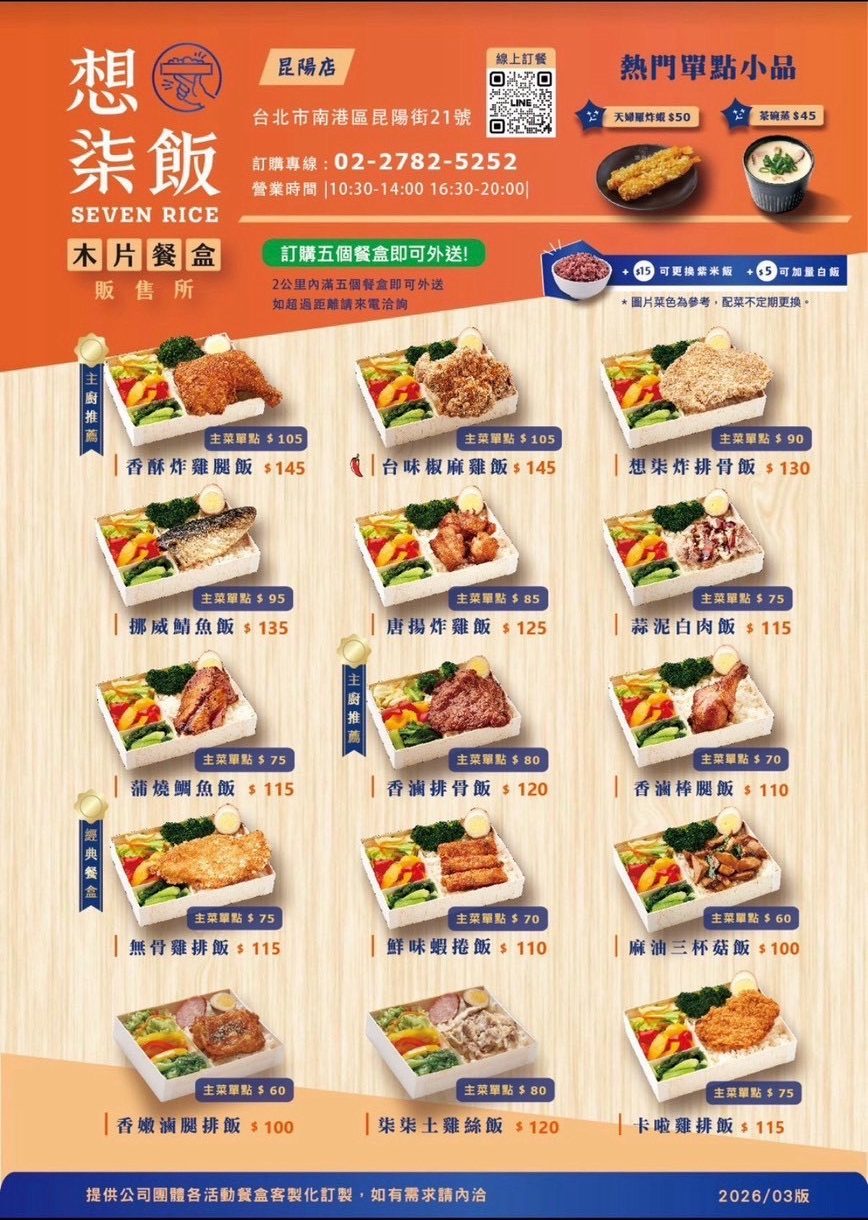 想柒飯
SEVEN RICE
木片餐盒
販售所
昆陽店
台北市南港區昆陽街21號
訂購專線：02-2782-5252
營業時間 |10:30-14:00 16:30-20:00|
線上訂餐
LINE
熱門單點小品
天婦羅炸蝦 $50
茶碗蒸 $45
訂購五個餐盒即可外送!
2公里內滿五個餐盒即可外送
如超過距離請來電洽詢
+ $15 可更換紫米飯 + $5 可加量白飯
* 圖片菜色為參考，配菜不定期更換。
主廚推薦
主菜單點 $ 105
香酥炸雞腿飯 $145
主菜單點 $ 105
台味椒麻雞飯 $145
主菜單點 $ 90
想柒炸排骨飯 $130
主菜單點 $ 95
挪威鯖魚飯 $ 135
主菜單點 $ 85
唐揚炸雞飯 $ 125
主菜單點 $ 75
蒜泥白肉飯 $ 115
主菜單點 $ 75
蒲燒鯛魚飯 $ 115
主廚推薦
主菜單點 $ 80
香滷排骨飯 $ 120
主菜單點 $ 70
香滷棒腿飯 $ 110
經典餐盒
主菜單點 $ 75
無骨雞排飯 $ 115
主菜單點 $ 70
鮮味蝦捲飯 $ 110
主菜單點 $ 60
麻油三杯菇飯 $100
主菜單點 $ 60
香嫩滷腿排飯 $100
主菜單點 $ 80
柒柒土雞絲飯 $120
主菜單點 $ 75
卡啦雞排飯 $ 115
提供公司團體各活動餐盒客製化訂製，如有需求請內洽
2026/03版